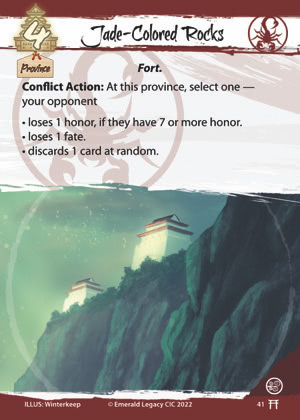 4
Jade-Colored Rocks
Province
Fort.
Conflict Action: At this province, select one —
your opponent
• loses 1 honor, if they have 7 or more honor.
• loses 1 fate.
• discards 1 card at random.
ILLUS: Winterkeep © Emerald Legacy CIC 2022 41